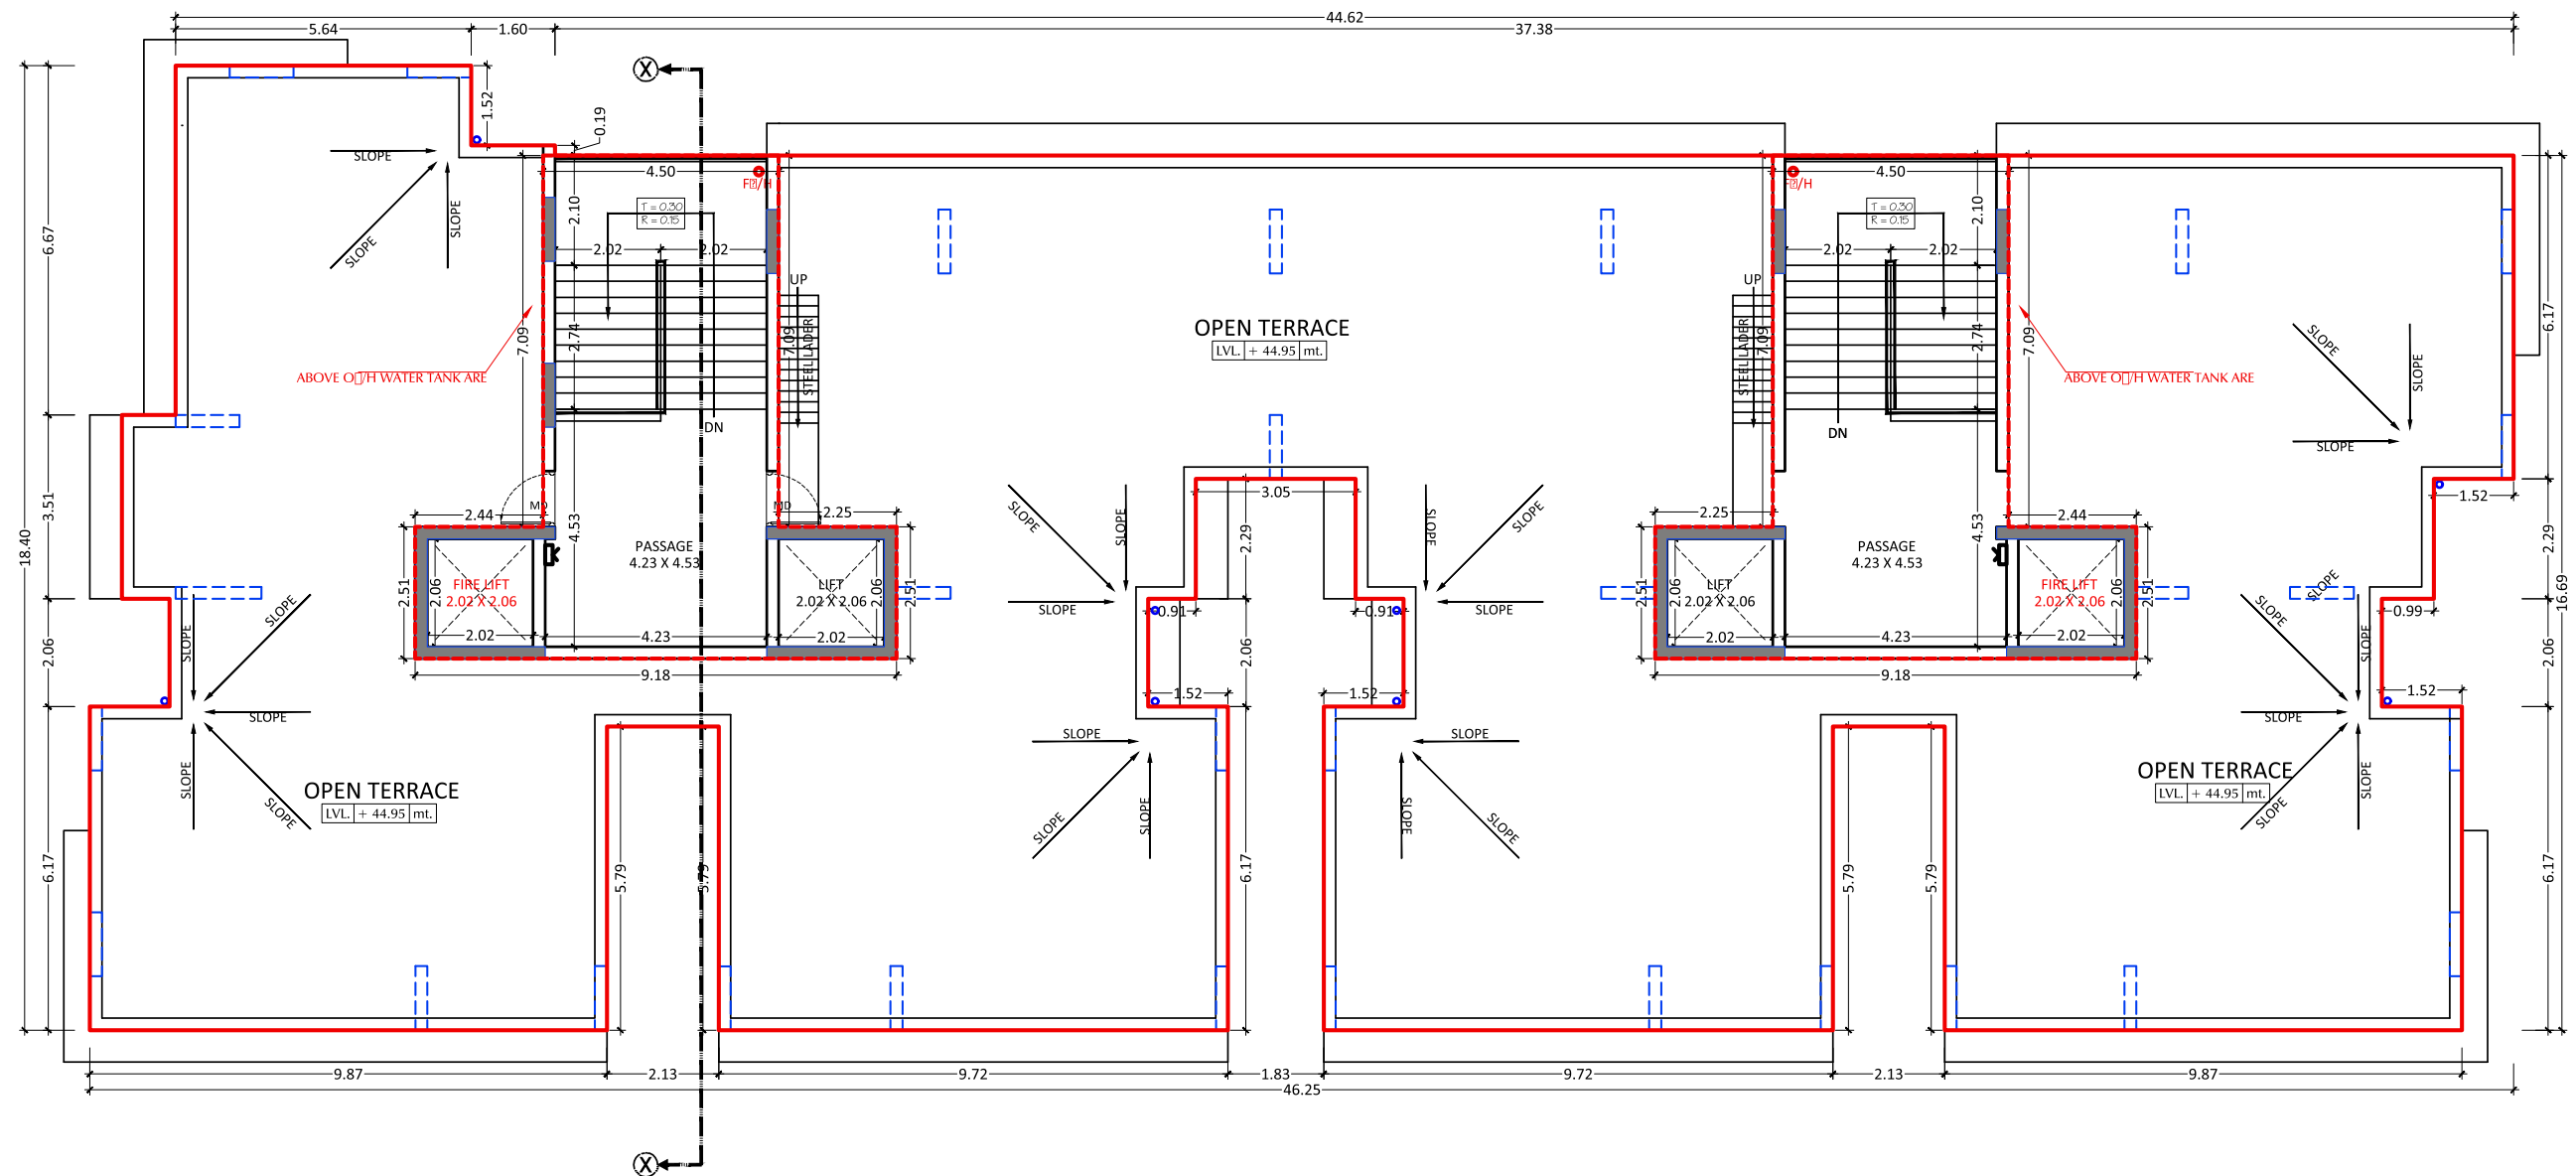 44.62
5.64
1.60
37.38
X
1.52
0.19
SLOPE
SLOPE
SLOPE
4.50
F▯/H
T = 0.30
R = 0.15
2.10
2.02
2.02
UP
STEEL LADER
7.09
7.09
2.74
DN
ABOVE O▯/H WATER TANK ARE
OPEN TERRACE
LVL. + 44.95 mt.
4.50
F▯/H
T = 0.30
R = 0.15
2.10
2.02
2.02
UP
STEEL LADER
7.09
7.09
2.74
DN
ABOVE O▯/H WATER TANK ARE
SLOPE
SLOPE
SLOPE
6.67
3.51
18.40
2.06
6.17
6.17
1.52
2.29
16.69
0.99
2.06
1.52
6.17
MD
MD
2.44
2.25
4.53
2.51
2.06
FIRE LIFT
2.02 X 2.06
PASSAGE
4.23 X 4.53
LIFT
2.02 X 2.06
2.06
2.51
2.02
4.23
2.02
9.18
SLOPE
SLOPE
SLOPE
3.05
2.29
0.91
0.91
2.06
1.52
1.52
SLOPE
SLOPE
SLOPE
2.25
2.44
4.53
2.51
2.06
LIFT
2.02 X 2.06
PASSAGE
4.23 X 4.53
FIRE LIFT
2.02 X 2.06
2.06
2.51
2.02
4.23
2.02
9.18
SLOPE
SLOPE
SLOPE
SLOPE
SLOPE
SLOPE
SLOPE
SLOPE
OPEN TERRACE
LVL. + 44.95 mt.
SLOPE
SLOPE
SLOPE
SLOPE
SLOPE
SLOPE
SLOPE
SLOPE
OPEN TERRACE
LVL. + 44.95 mt.
SLOPE
SLOPE
5.79
5.79
6.17
5.79
5.79
9.87
2.13
9.72
1.83
9.72
2.13
9.87
46.25
X